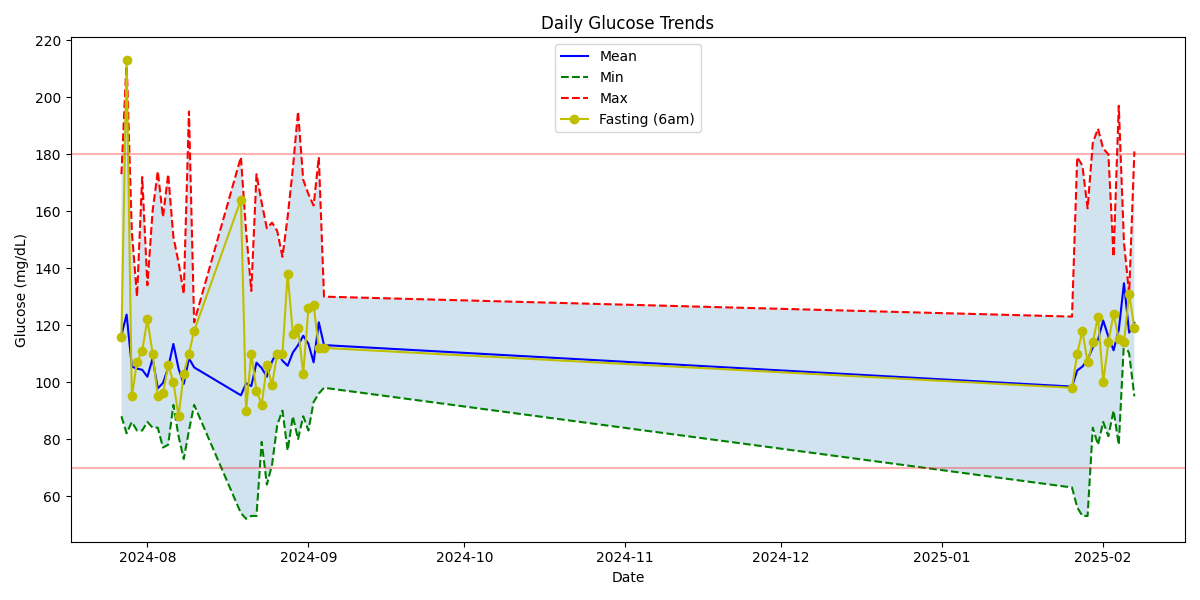 Daily Glucose Trends
Mean
Min
Max
Fasting (6am)
Glucose (mg/dL)
220
200
180
160
140
120
100
80
60
2024-08
2024-09
2024-10
2024-11
2024-12
2025-01
2025-02
Date